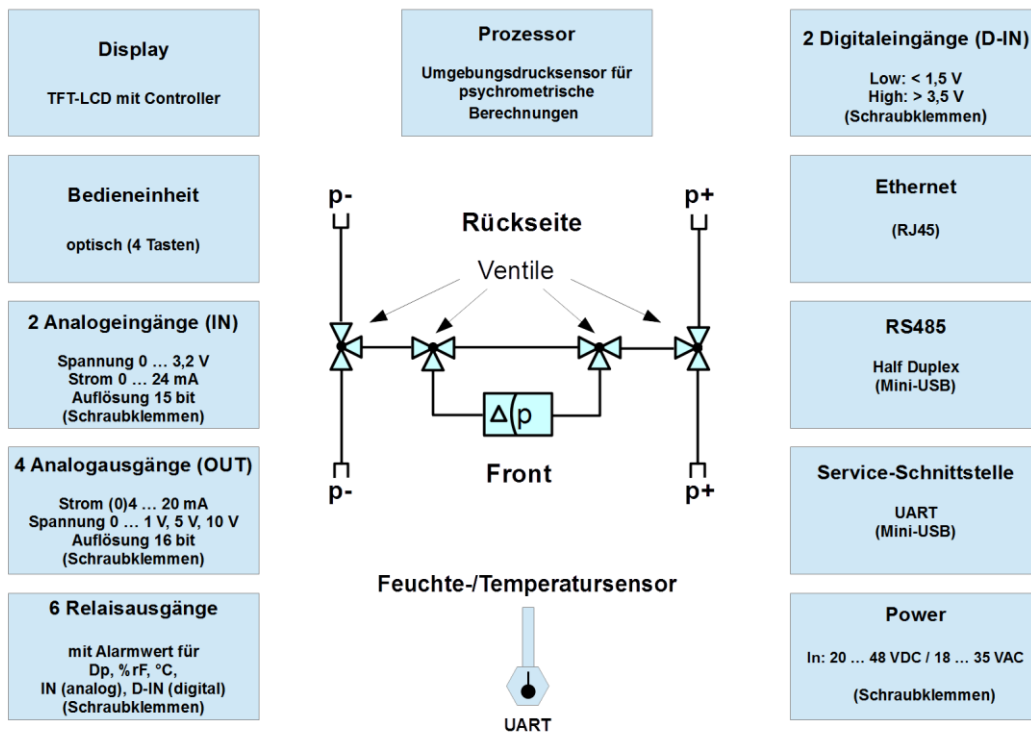 Display
TFT-LCD mit Controller
Prozessor
Umgebungsdrucksensor für
psychrometrische
Berechnungen
2 Digitaleingänge (D-IN)
Low: < 1,5 V
High: > 3,5 V
(Schraubklemmen)
Bedieneinheit
optisch (4 Tasten)
Ethernet
(RJ45)
2 Analogeingänge (IN)
Spannung 0 … 3,2 V
Strom 0 … 24 mA
Auflösung 15 bit
(Schraubklemmen)
RS485
Half Duplex
(Mini-USB)
4 Analogausgänge (OUT)
Strom (0)4 … 20 mA
Spannung 0 … 1 V, 5 V, 10 V
Auflösung 16 bit
(Schraubklemmen)
Service-Schnittstelle
UART
(Mini-USB)
6 Relaisausgänge
mit Alarmwert für
Dp, %rF, °C,
IN (analog), D-IN (digital)
(Schraubklemmen)
Power
In: 20 … 48 VDC / 18 … 35 VAC
(Schraubklemmen)
p-
p+
Rückseite
Ventile
Δ p
Front
p-
p+
Feuchte-/Temperatursensor
UART